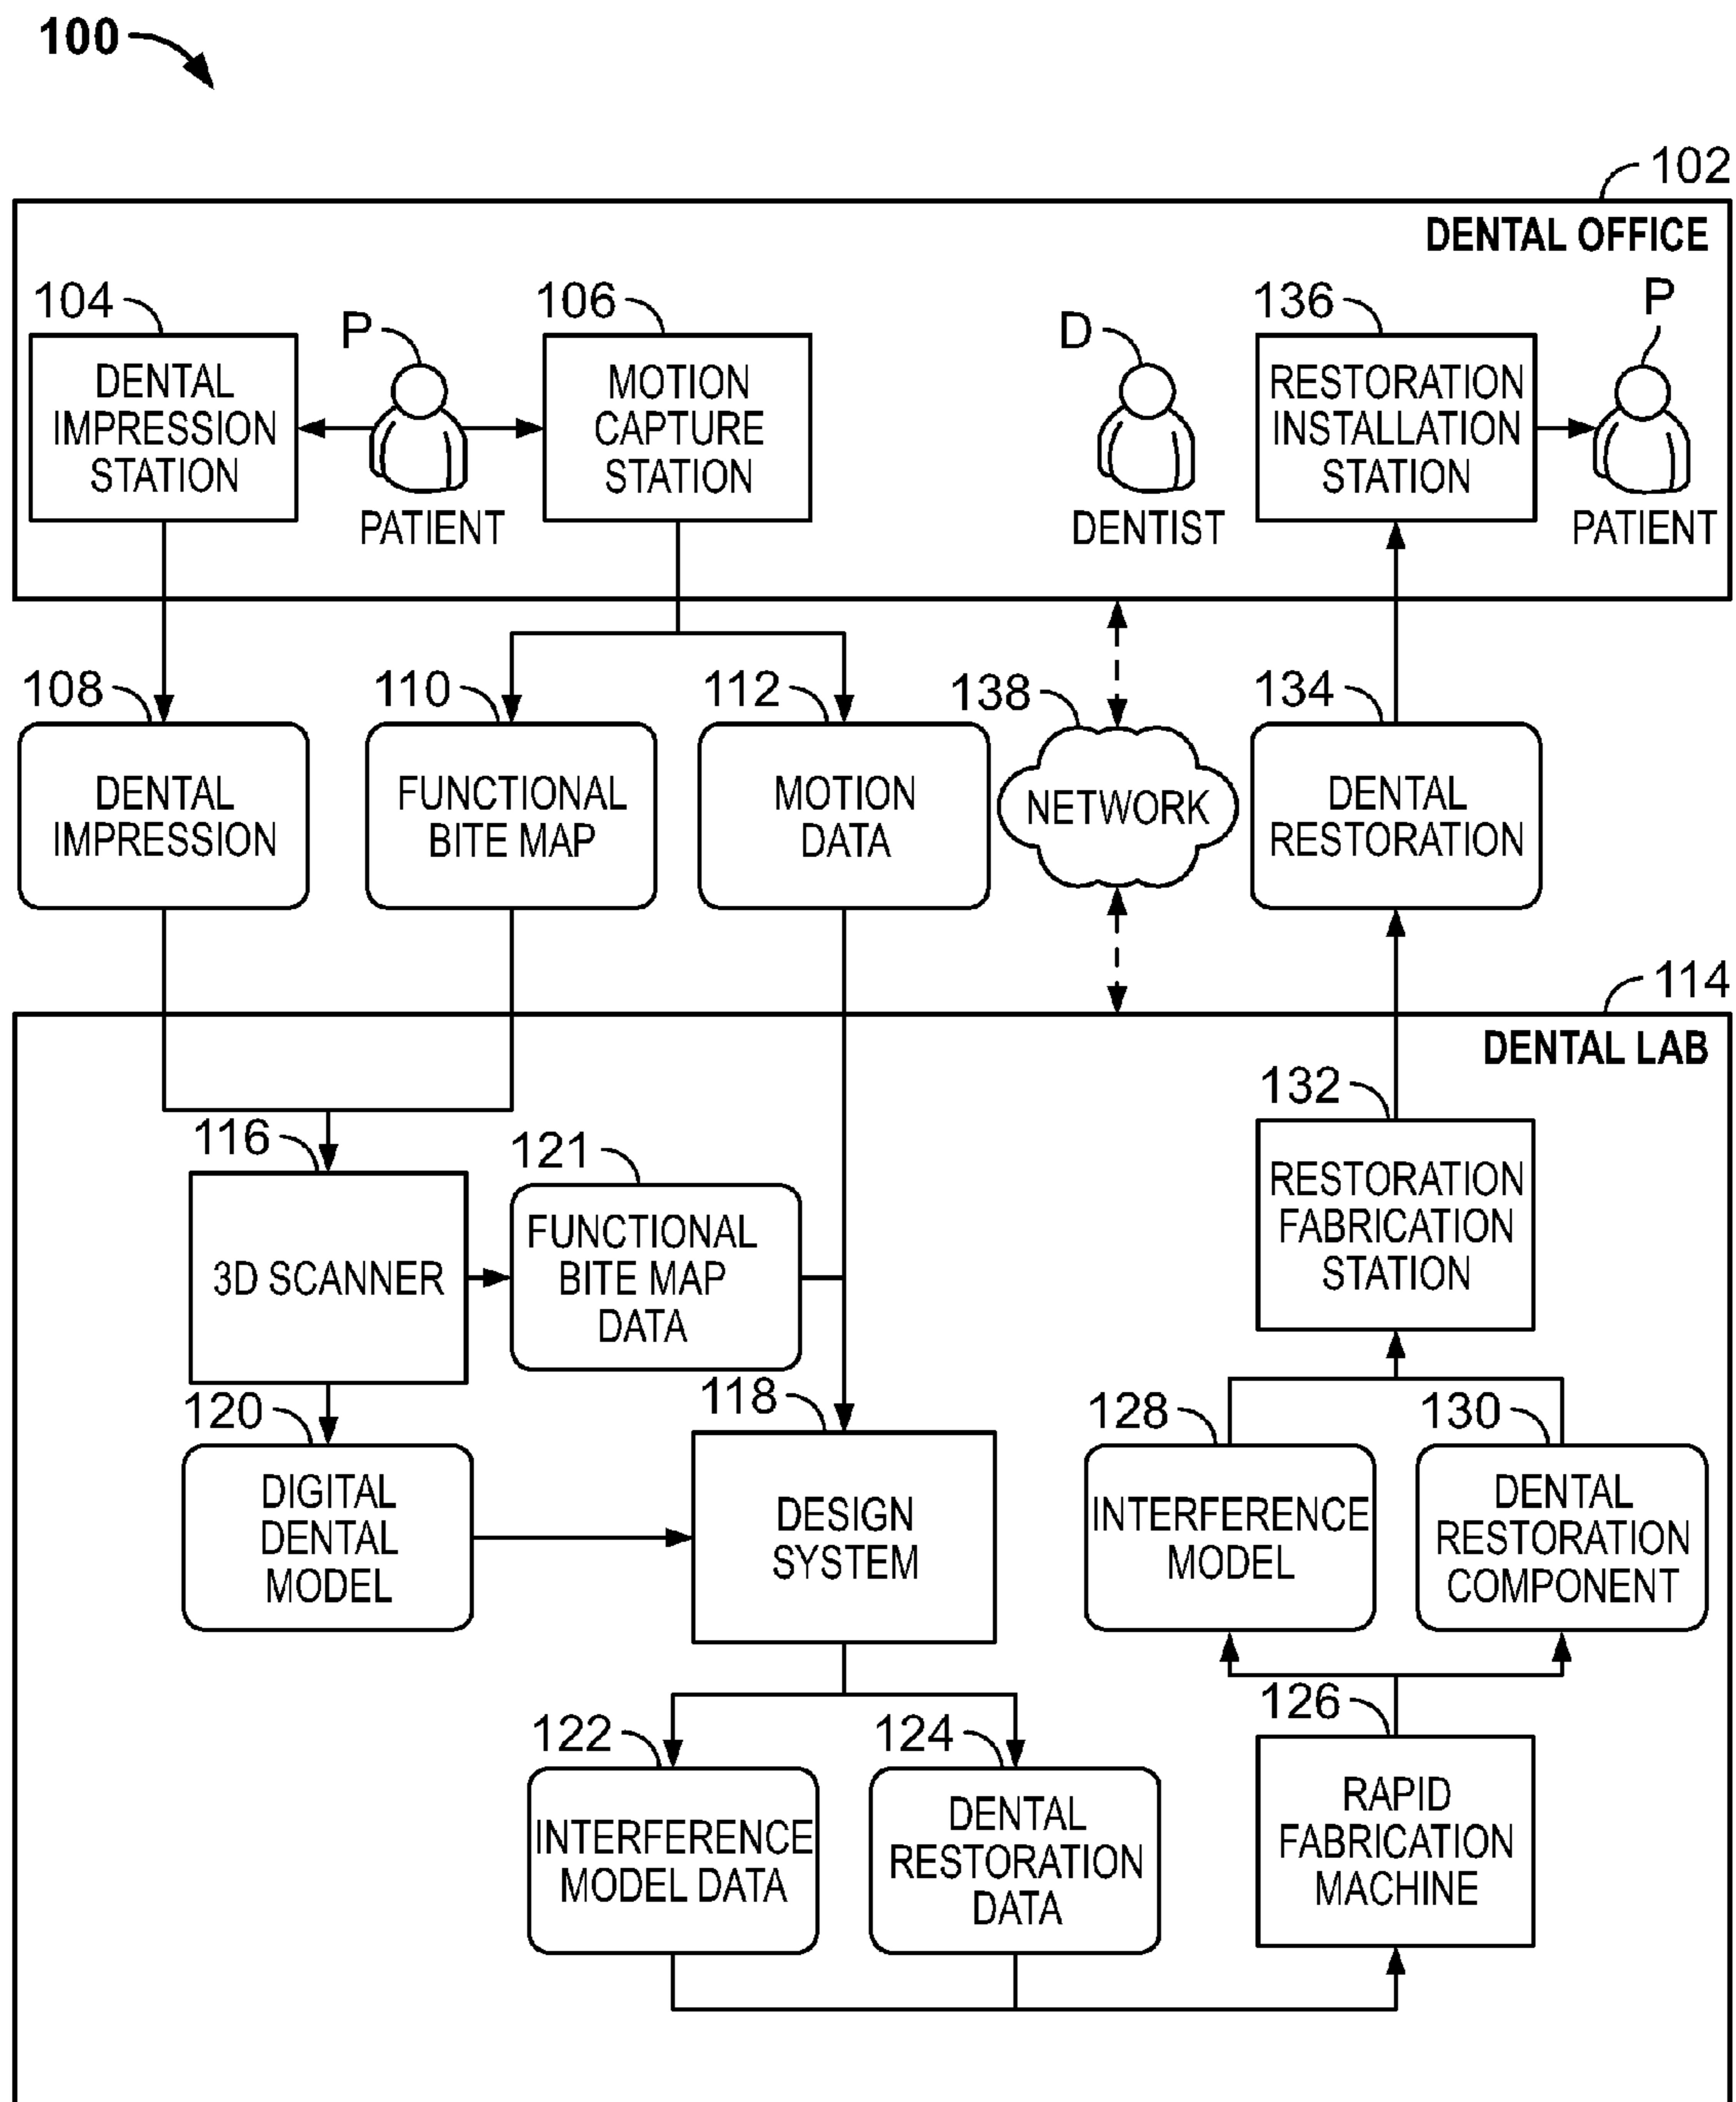 100
102
DENTAL OFFICE
104
P
106
D
136
P
DENTAL
IMPRESSION
STATION
MOTION
CAPTURE
STATION
RESTORATION
INSTALLATION
STATION
PATIENT
DENTIST
PATIENT
108
110
112
138
134
DENTAL
IMPRESSION
FUNCTIONAL
BITE MAP
MOTION
DATA
NETWORK
DENTAL
RESTORATION
114
DENTAL LAB
132
116
121
3D SCANNER
FUNCTIONAL
BITE MAP
DATA
RESTORATION
FABRICATION
STATION
120
118
128
130
DIGITAL
DENTAL
MODEL
DESIGN
SYSTEM
INTERFERENCE
MODEL
DENTAL
RESTORATION
COMPONENT
122
124
126
INTERFERENCE
MODEL DATA
DENTAL
RESTORATION
DATA
RAPID
FABRICATION
MACHINE